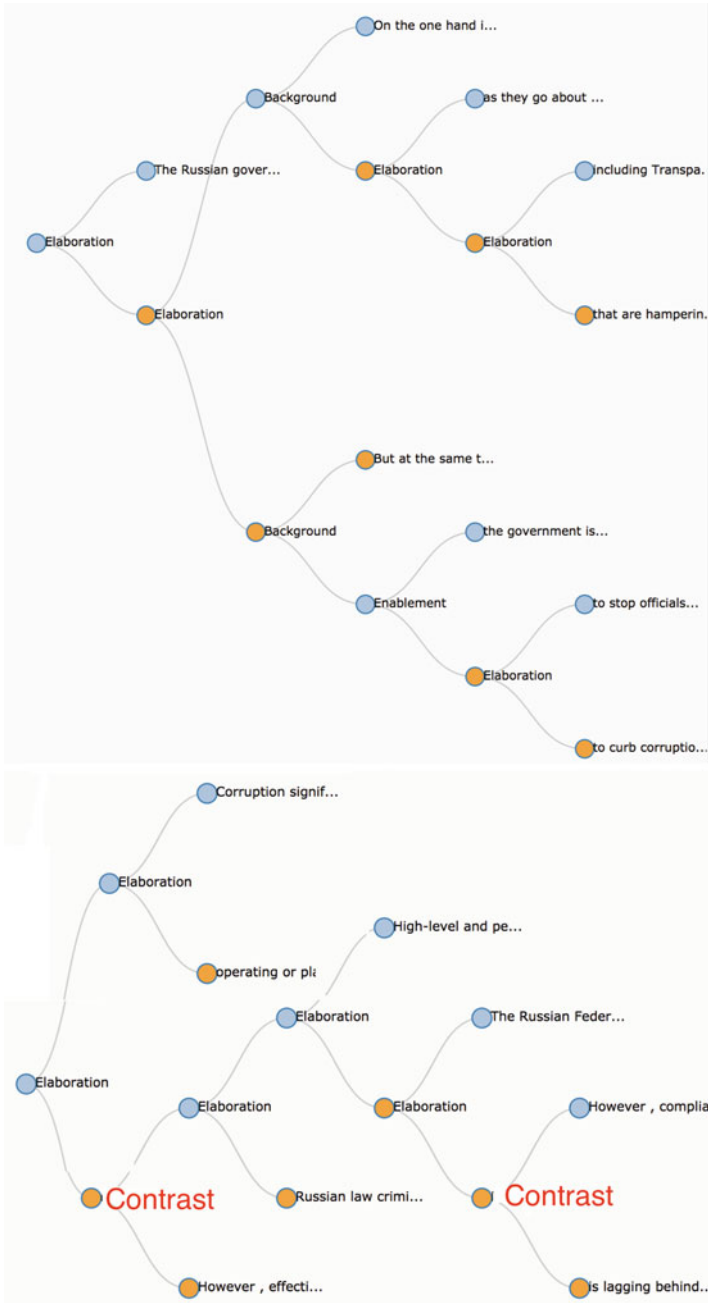 On the one hand i...
Background
as they go about ...
The Russian gover...
Elaboration
including Transpa.
Elaboration
Elaboration
Elaboration
that are hamperin.
But at the same t...
Background
the government is...
Enablement
to stop officials...
Elaboration
to curb corruptio...
Corruption signif...
Elaboration
High-level and pe...
operating or pla
Elaboration
The Russian Feder...
Elaboration
Elaboration
Elaboration
However , complia
Contrast
Russian law crimi...
Contrast
However , effecti...
is lagging behind..